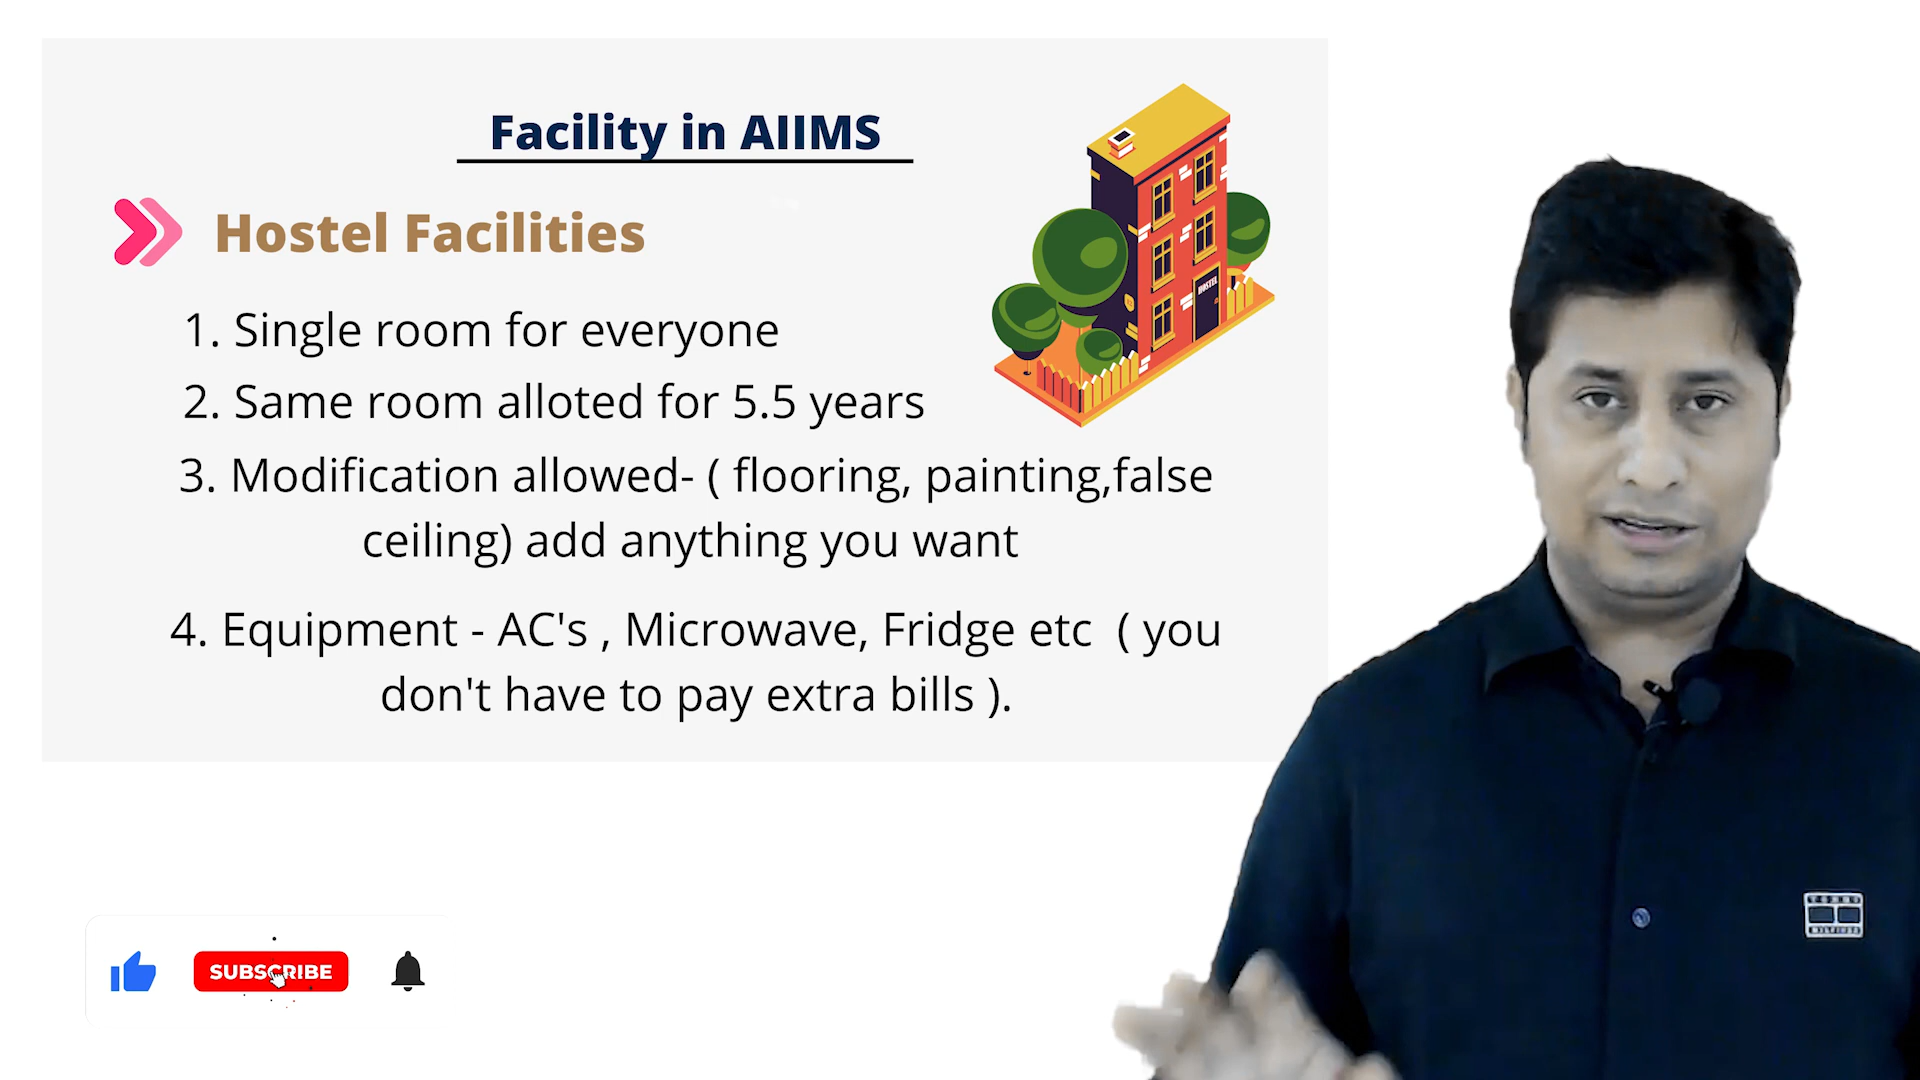 Facility in AIIMS
Hostel Facilities
HOSTEL
1. Single room for everyone
2. Same room alloted for 5.5 years
3. Modification allowed- ( flooring, painting,false
ceiling) add anything you want
4. Equipment - AC's , Microwave, Fridge etc ( you
don't have to pay extra bills ).
SUBSCRIBE